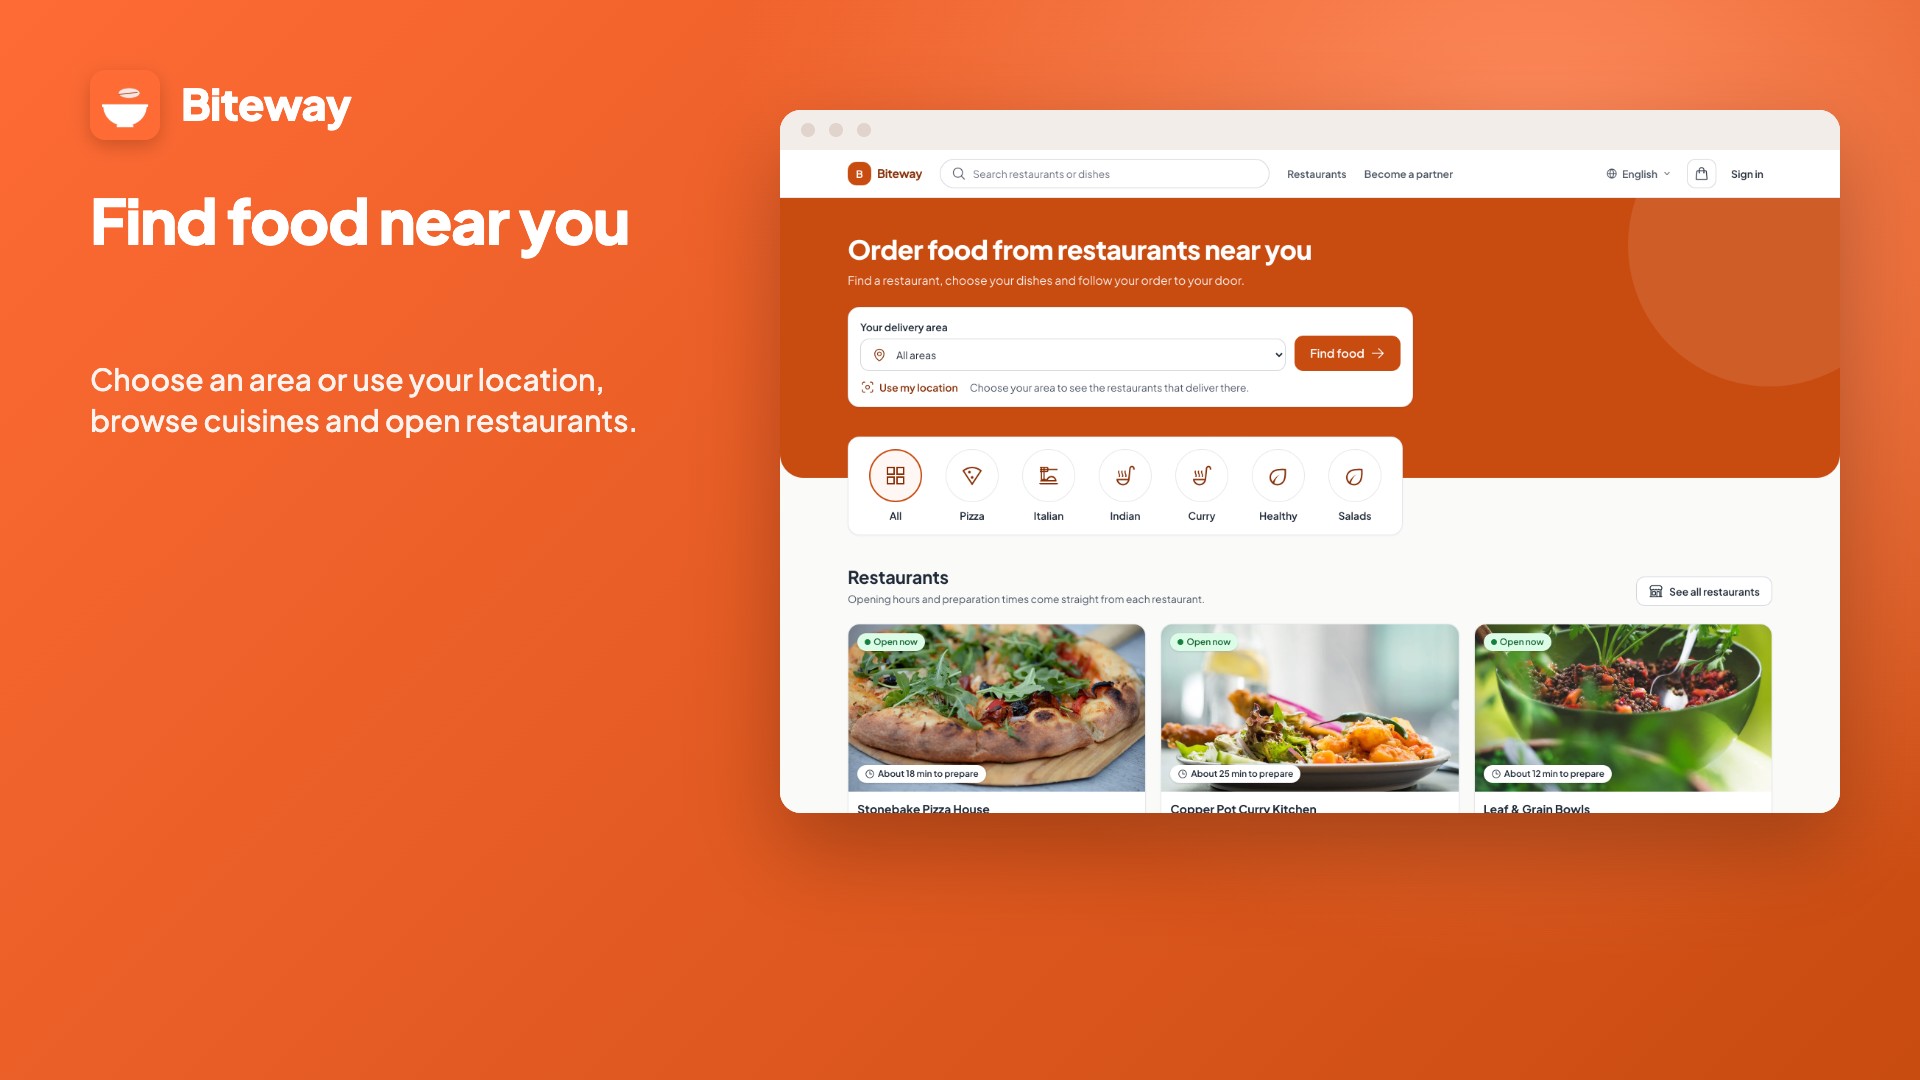 Biteway
Find food near you
Choose an area or use your location,
browse cuisines and open restaurants.
B
Biteway
Search restaurants or dishes
Restaurants
Become a partner
English
Sign in
Order food from restaurants near you
Find a restaurant, choose your dishes and follow your order to your door.
Your delivery area
All areas
Find food
Use my location
Choose your area to see the restaurants that deliver there.
All
Pizza
Italian
Indian
Curry
Healthy
Salads
Restaurants
Opening hours and preparation times come straight from each restaurant.
See all restaurants
Open now
Open now
Open now
About 18 min to prepare
About 25 min to prepare
About 12 min to prepare
Stonebake Pizza House
Copper Pot Curry Kitchen
Leaf & Grain Bowls